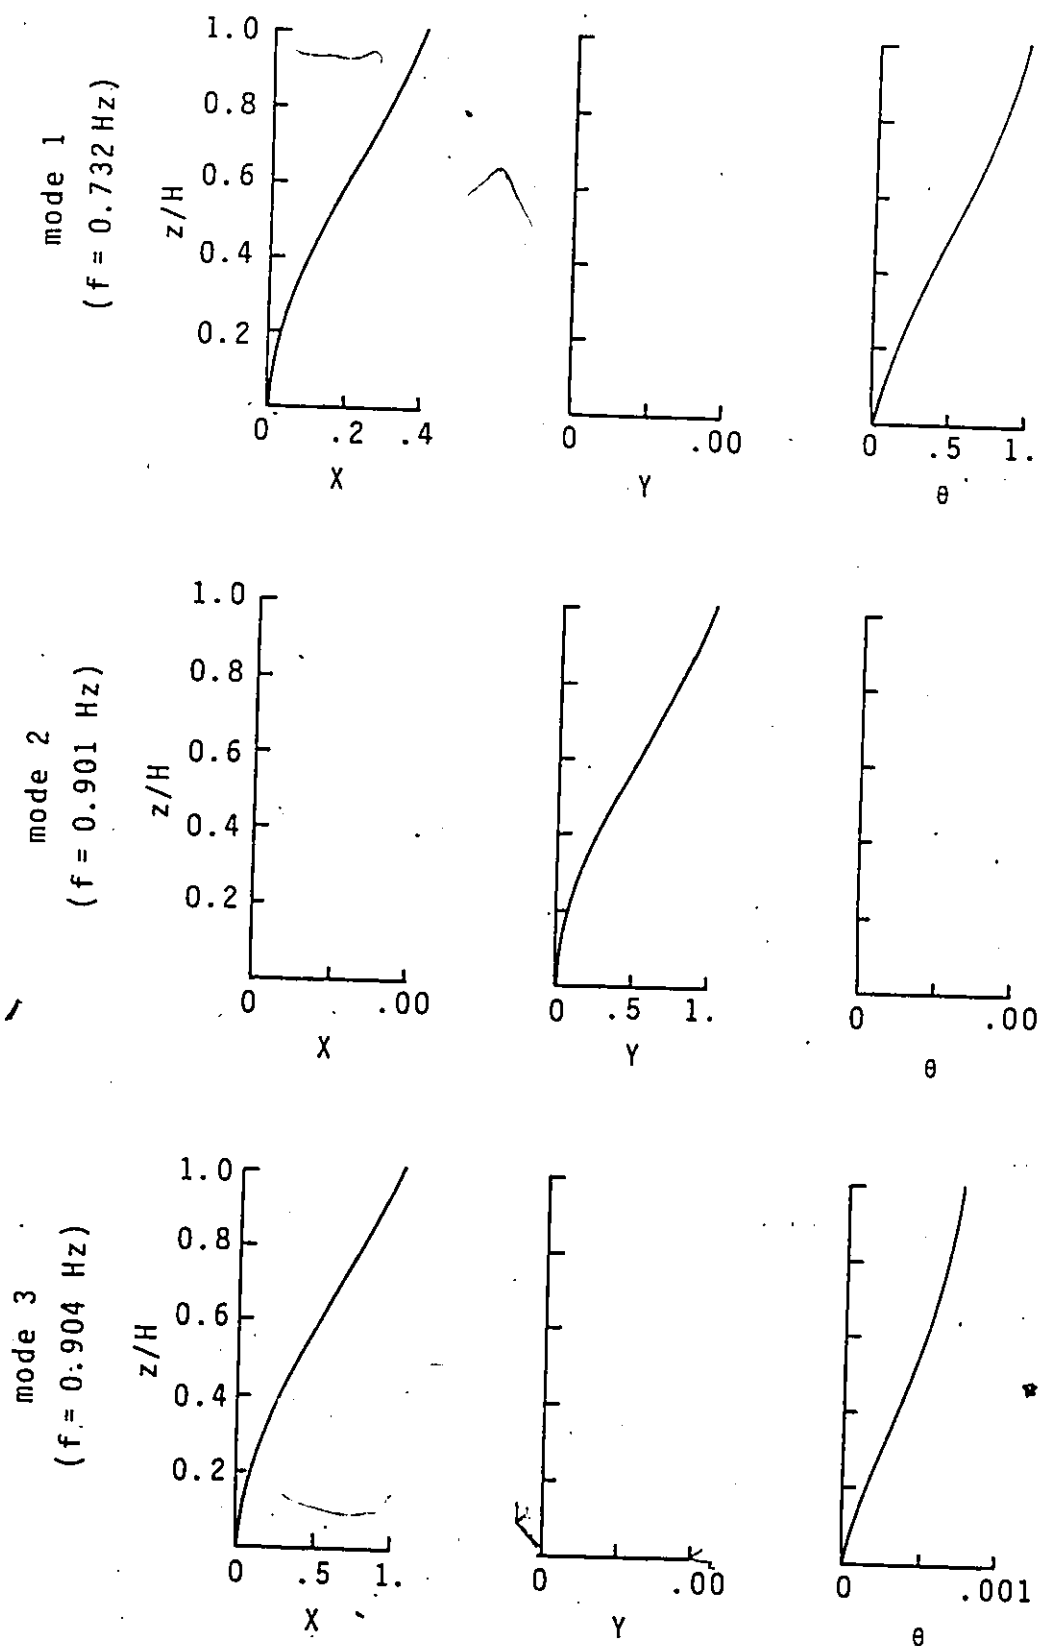 mode 1
(f = 0.732 Hz)
z/H
1.0
0.8
0.6
0.4
0.2
0 .2 .4
X
0 .00
Y
0 .5 1.
θ
mode 2
(f = 0.901 Hz)
z/H
1.0
0.8
0.6
0.4
0.2
0 .00
X
0 .5 1.
Y
0 .00
θ
mode 3
(f = 0.904 Hz)
z/H
1.0
0.8
0.6
0.4
0.2
0 .5 1.
X
0 .00
Y
0 .001
θ